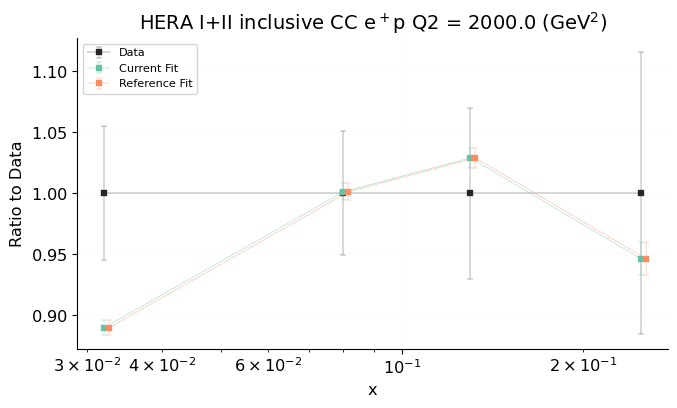 HERA I+II inclusive CC e⁺p Q2 = 2000.0 (GeV²)
Data
Current Fit
Reference Fit
Ratio to Data
1.10
1.05
1.00
0.95
0.90
3 × 10⁻² 4 × 10⁻² 6 × 10⁻² 10⁻¹ 2 × 10⁻¹
x